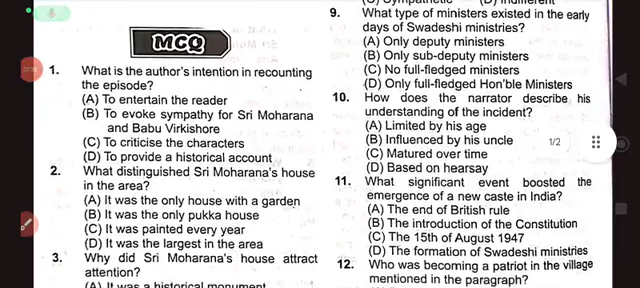 MCQ
1. What is the author's intention in recounting
the episode?
(A) To entertain the reader
(B) To evoke sympathy for Sri Moharana
and Babu Virkishore
(C) To criticise the characters
(D) To provide a historical account
2. What distinguished Sri Moharana's house
in the area?
(A) It was the only house with a garden
(B) It was the only pukka house
(C) It was painted every year
(D) It was the largest in the area
3. Why did Sri Moharana's house attract
attention?
(A) It was a historical monument
(C) Sympathetic (D) Indifferent
9. What type of ministers existed in the early
days of Swadeshi ministries?
(A) Only deputy ministers
(B) Only sub-deputy ministers
(C) No full-fledged ministers
(D) Only full-fledged Hon'ble Ministers
10. How does the narrator describe his
understanding of the incident?
(A) Limited by his age
(B) Influenced by his uncle
(C) Matured over time
(D) Based on hearsay
11. What significant event boosted the
emergence of a new caste in India?
(A) The end of British rule
(B) The introduction of the Constitution
(C) The 15th of August 1947
(D) The formation of Swadeshi ministries
12. Who was becoming a patriot in the village
mentioned in the paragraph?
1/2